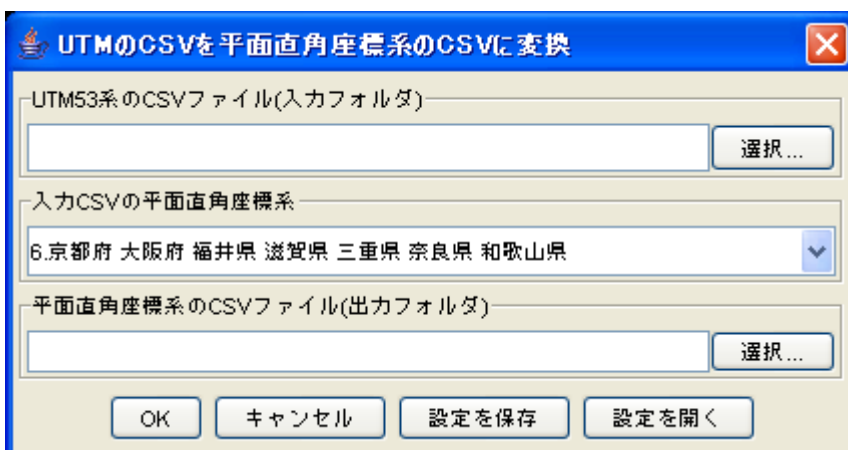 UTMのCSVを平面直角座標系のCSVに変換
UTM53系のCSVファイル(入力フォルダ)
選択...
入力CSVの平面直角座標系
6.京都府 大阪府 福井県 滋賀県 三重県 奈良県 和歌山県
平面直角座標系のCSVファイル(出力フォルダ)
選択...
OK キャンセル 設定を保存 設定を開く